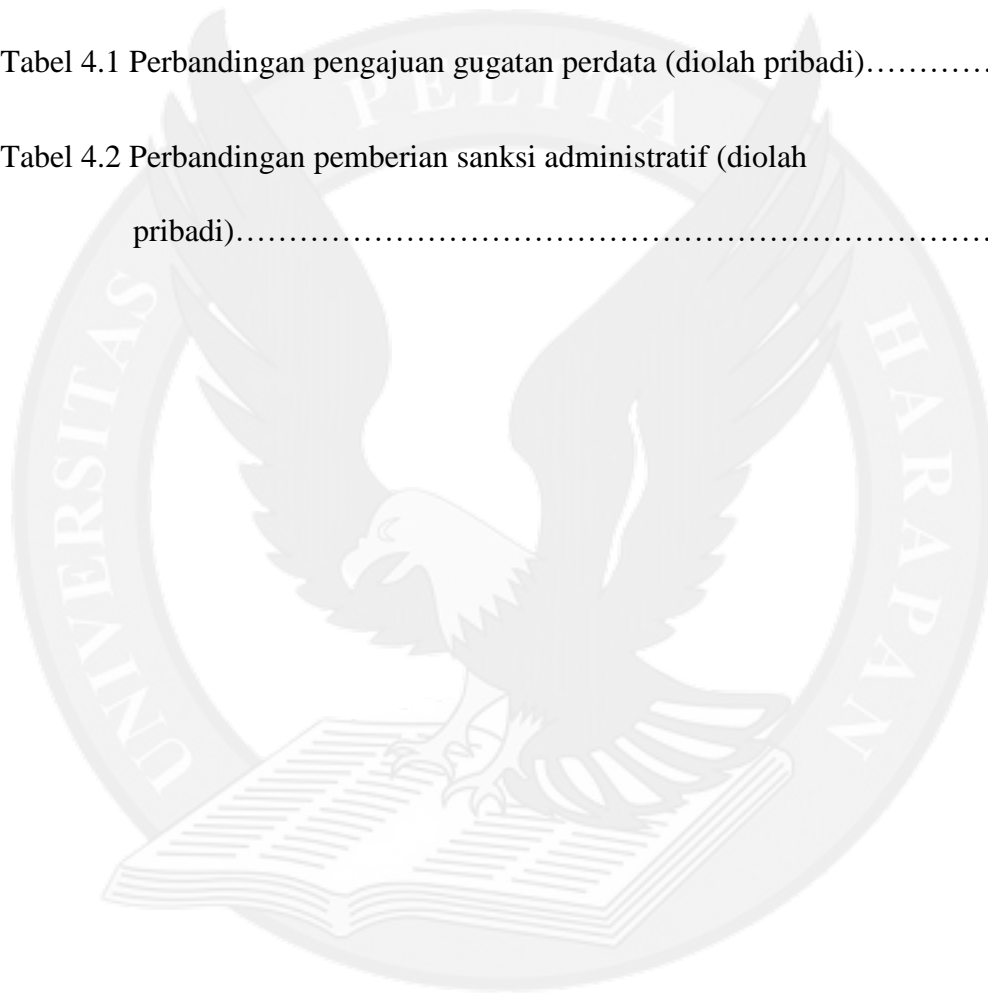 Tabel 4.1 Perbandingan pengajuan gugatan perdata (diolah pribadi)…………
Tabel 4.2 Perbandingan pemberian sanksi administratif (diolah
pribadi)………………………………………………………………
UNIVERSITAS PELITA HARAPAN